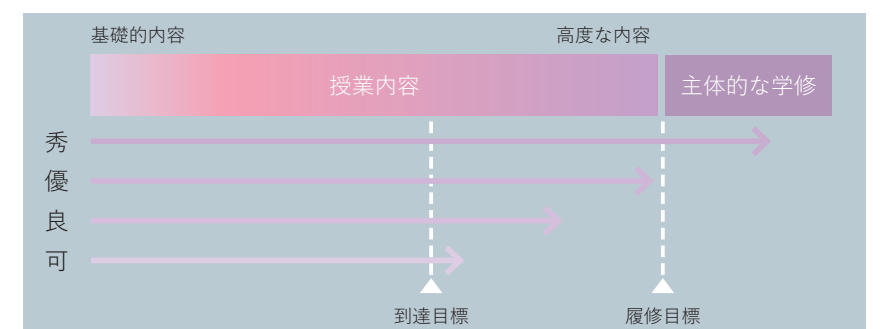 基礎的内容
高度な内容
授業内容
主体的な学修
秀
優
良
可
到達目標
履修目標